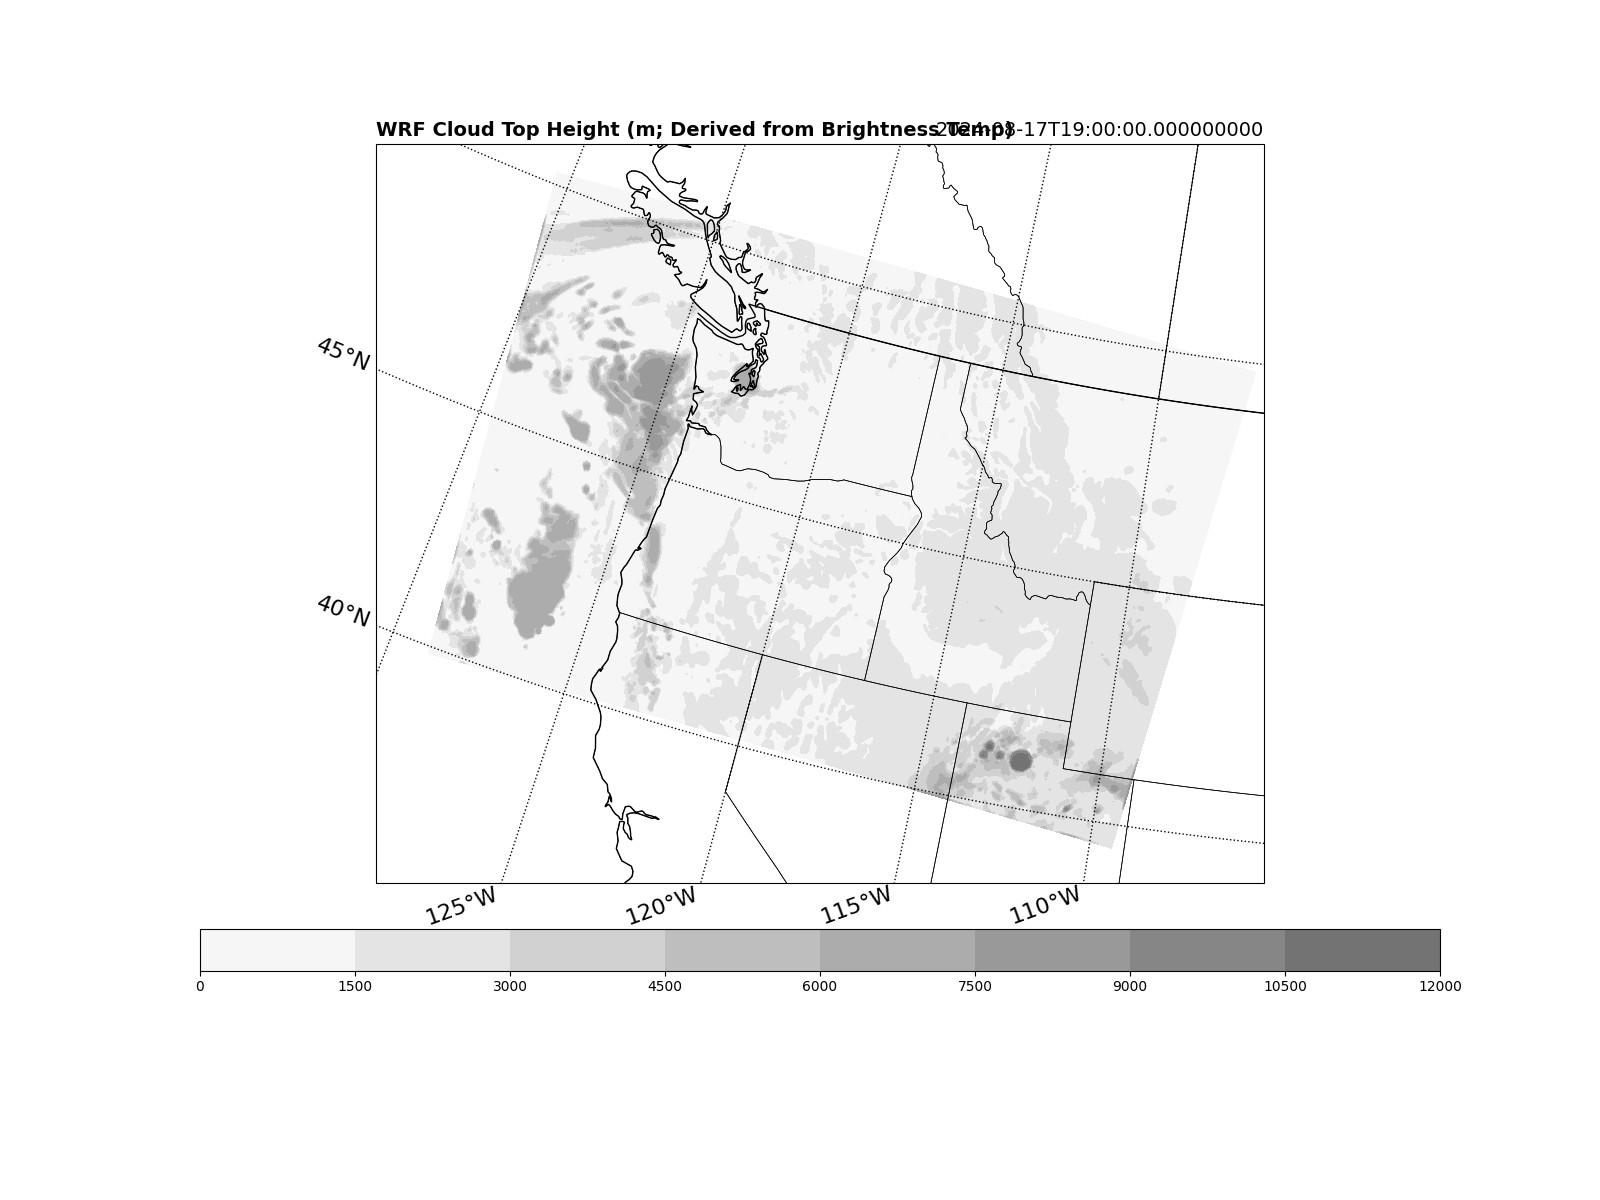 WRF Cloud Top Height (m; Derived from Brightness Temp) 2024-08-17T19:00:00.000000000
45°N
40°N
125°W 120°W 115°W 110°W
0 1500 3000 4500 6000 7500 9000 10500 12000